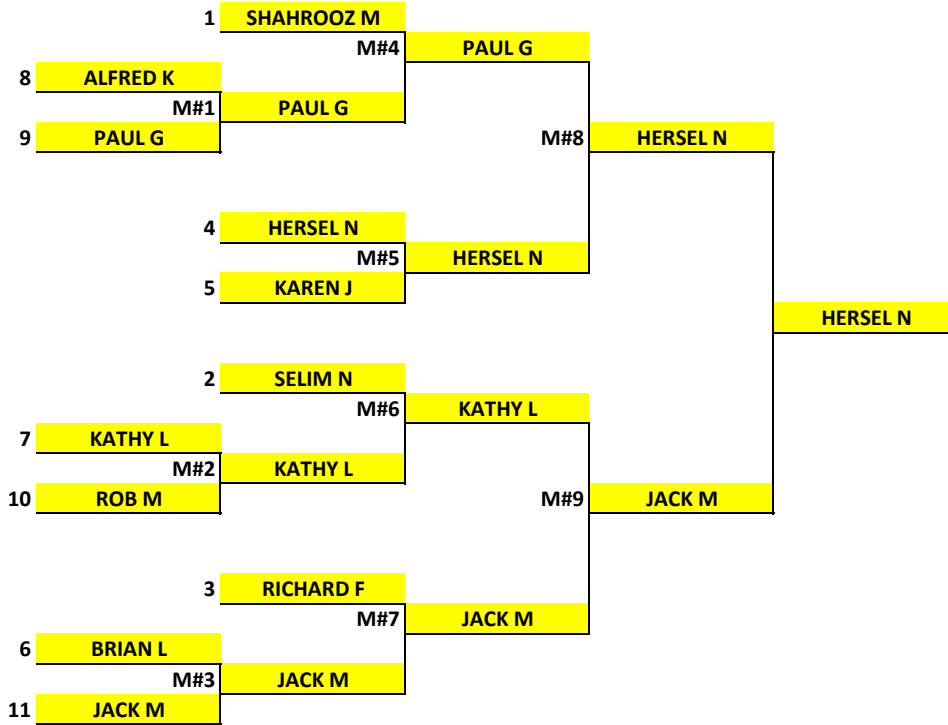 1 SHAHROOZ M
M#4 PAUL G
8 ALFRED K
M#1 PAUL G
9 PAUL G M#8 HERSEL N
4 HERSEL N
M#5 HERSEL N
5 KAREN J
HERSEL N
2 SELIM N
M#6 KATHY L
7 KATHY L
M#2 KATHY L
10 ROB M M#9 JACK M
3 RICHARD F
M#7 JACK M
6 BRIAN L
M#3 JACK M
11 JACK M